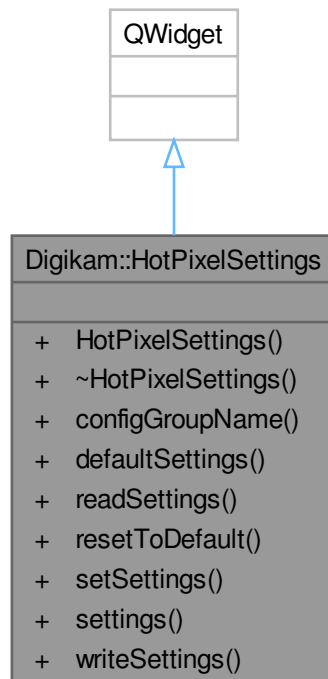 QWidget
Digikam::HotPixelSettings
+ HotPixelSettings()
+ ~HotPixelSettings()
+ configGroupName()
+ defaultSettings()
+ readSettings()
+ resetToDefault()
+ setSettings()
+ settings()
+ writeSettings()